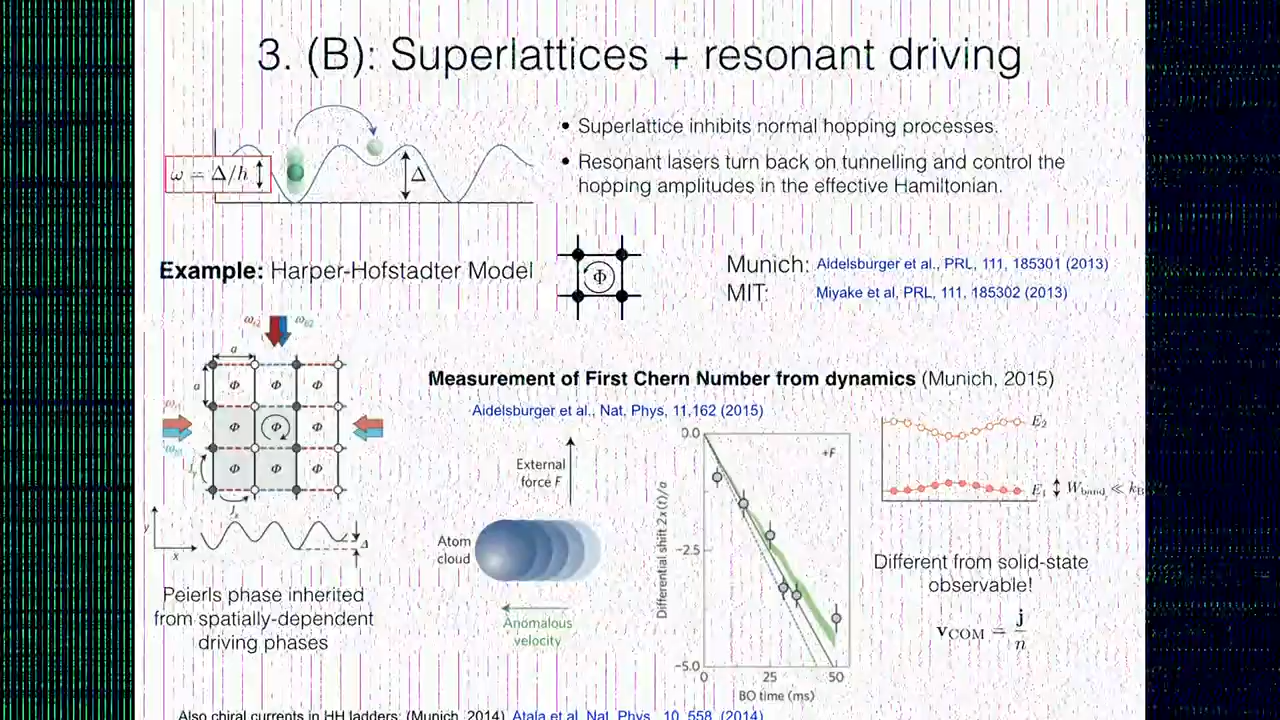 3. (B): Superlattices + resonant driving
• Superlattice inhibits normal hopping processes.
• Resonant lasers turn back on tunnelling and control the
hopping amplitudes in the effective Hamiltonian.
ω = Δ/h
Δ
Example: Harper-Hofstadter Model
Φ
Munich: Aidelsburger et al., PRL, 111, 185301 (2013)
MIT: Miyake et al, PRL, 111, 185302 (2013)
a
a
Φ Φ Φ
Φ Φ Φ
Φ Φ Φ
y
x
Δ
Peierls phase inherited
from spatially-dependent
driving phases
Measurement of First Chern Number from dynamics (Munich, 2015)
Aidelsburger et al., Nat. Phys, 11,162 (2015)
External
force F
Atom
cloud
Anomalous
velocity
Differential shift 2x(t)/a
0.0
-2.5
-5.0
+F
0 25 50
BO time (ms)
E2
E1 Wband ≪ kB
Different from solid-state
observable!
vCOM = j/n
Also chiral currents in HH ladders: (Munich, 2014) Atala et al, Nat. Phys., 10, 558, (2014)